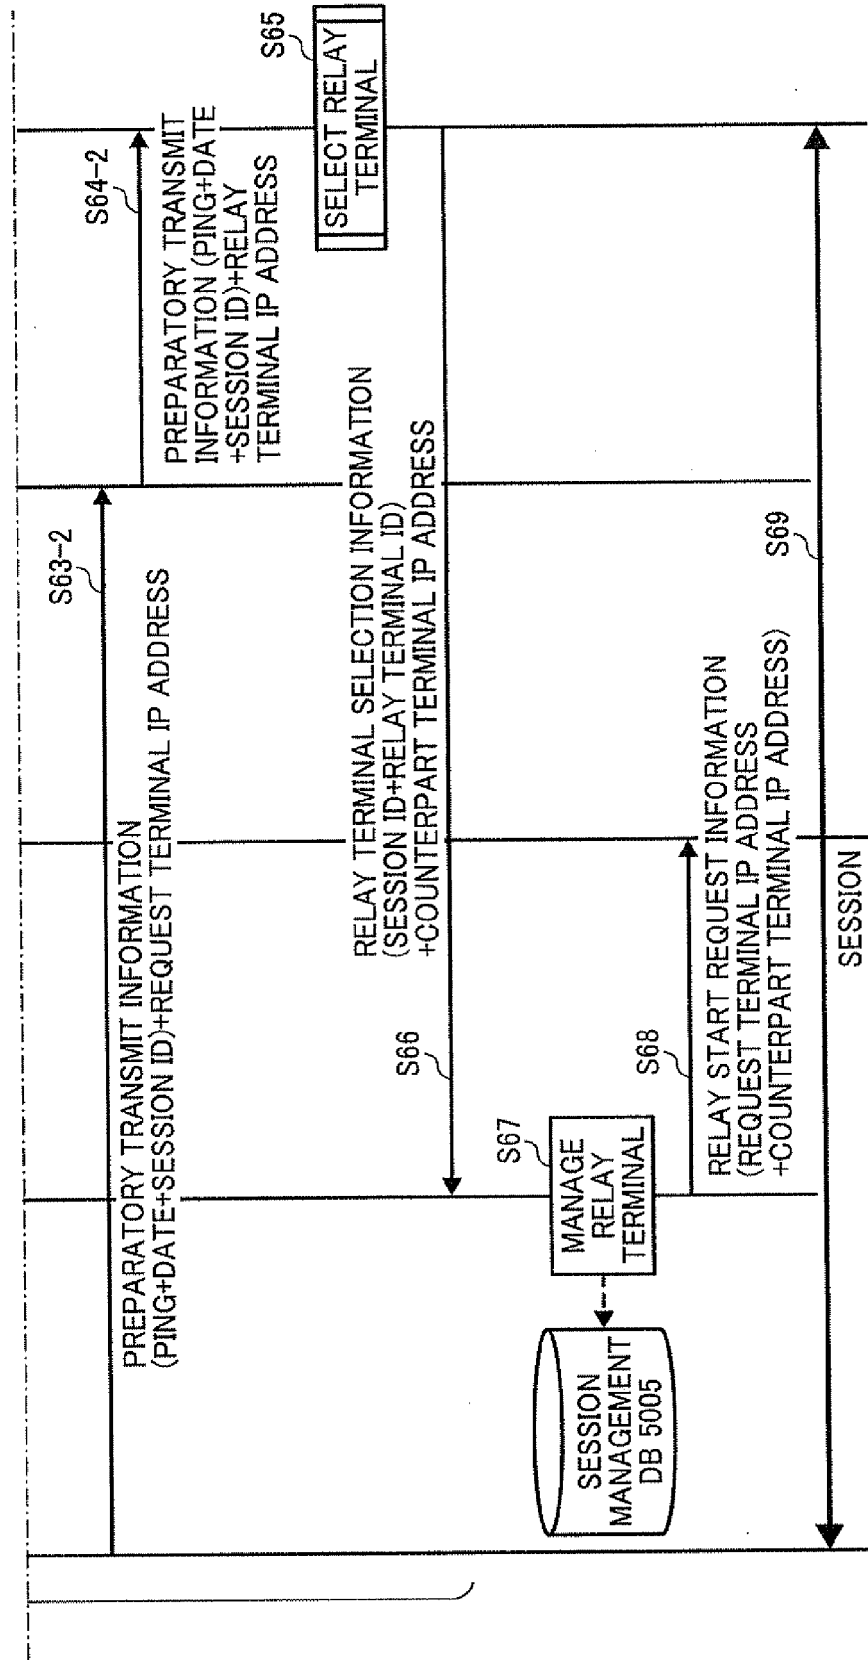 S63-2
PREPARATORY TRANSMIT INFORMATION
(PING+DATE+SESSION ID)+REQUEST TERMINAL IP ADDRESS
S64-2
PREPARATORY TRANSMIT
INFORMATION (PING+DATE
+SESSION ID)+RELAY
TERMINAL IP ADDRESS
S65
SELECT RELAY
TERMINAL
RELAY TERMINAL SELECTION INFORMATION
(SESSION ID+RELAY TERMINAL ID)
+COUNTERPART TERMINAL IP ADDRESS
S66
S67
MANAGE
RELAY
TERMINAL
SESSION
MANAGEMENT
DB 5005
S68
RELAY START REQUEST INFORMATION
(REQUEST TERMINAL IP ADDRESS
+COUNTERPART TERMINAL IP ADDRESS)
S69
SESSION